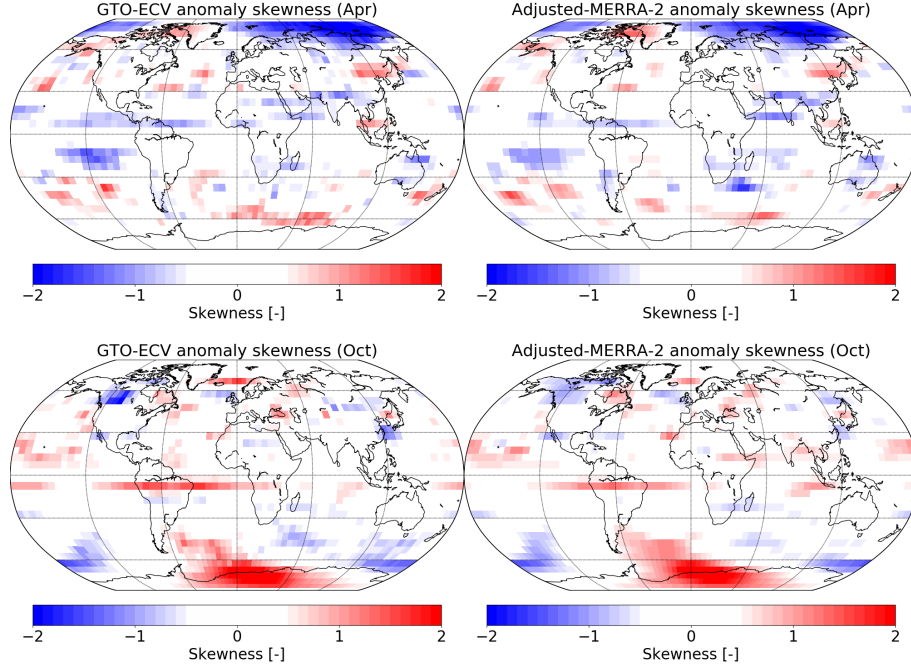 GTO-ECV anomaly skewness (Apr)
Adjusted-MERRA-2 anomaly skewness (Apr)
−2 −1 0 1 2
Skewness [-]
−2 −1 0 1 2
Skewness [-]
GTO-ECV anomaly skewness (Oct)
Adjusted-MERRA-2 anomaly skewness (Oct)
−2 −1 0 1 2
Skewness [-]
−2 −1 0 1 2
Skewness [-]